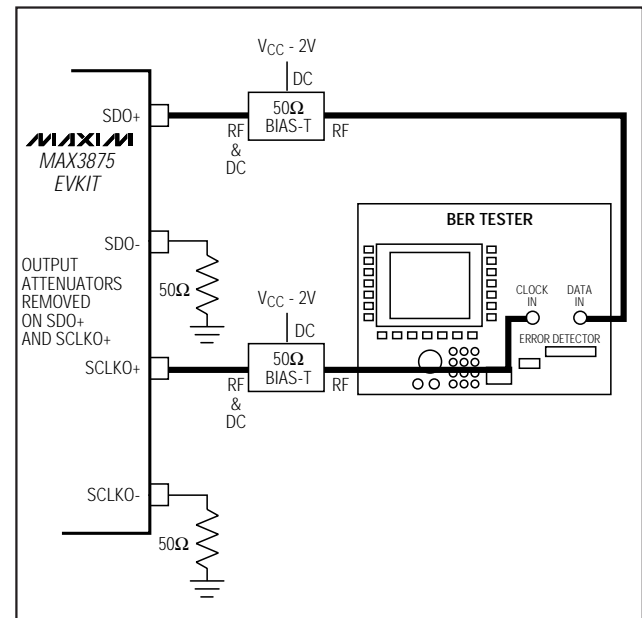 V_CC - 2V
DC
SDO+
50Ω
BIAS-T
RF
RF
&
DC
MAXIM
MAX3875
EVKIT
BER TESTER
SDO-
OUTPUT
ATTENUATORS
REMOVED
ON SDO+
AND SCLKO+
50Ω
V_CC - 2V
DC
CLOCK
IN
DATA
IN
ERROR DETECTOR
SCLKO+
50Ω
BIAS-T
RF
RF
&
DC
SCLKO-
50Ω